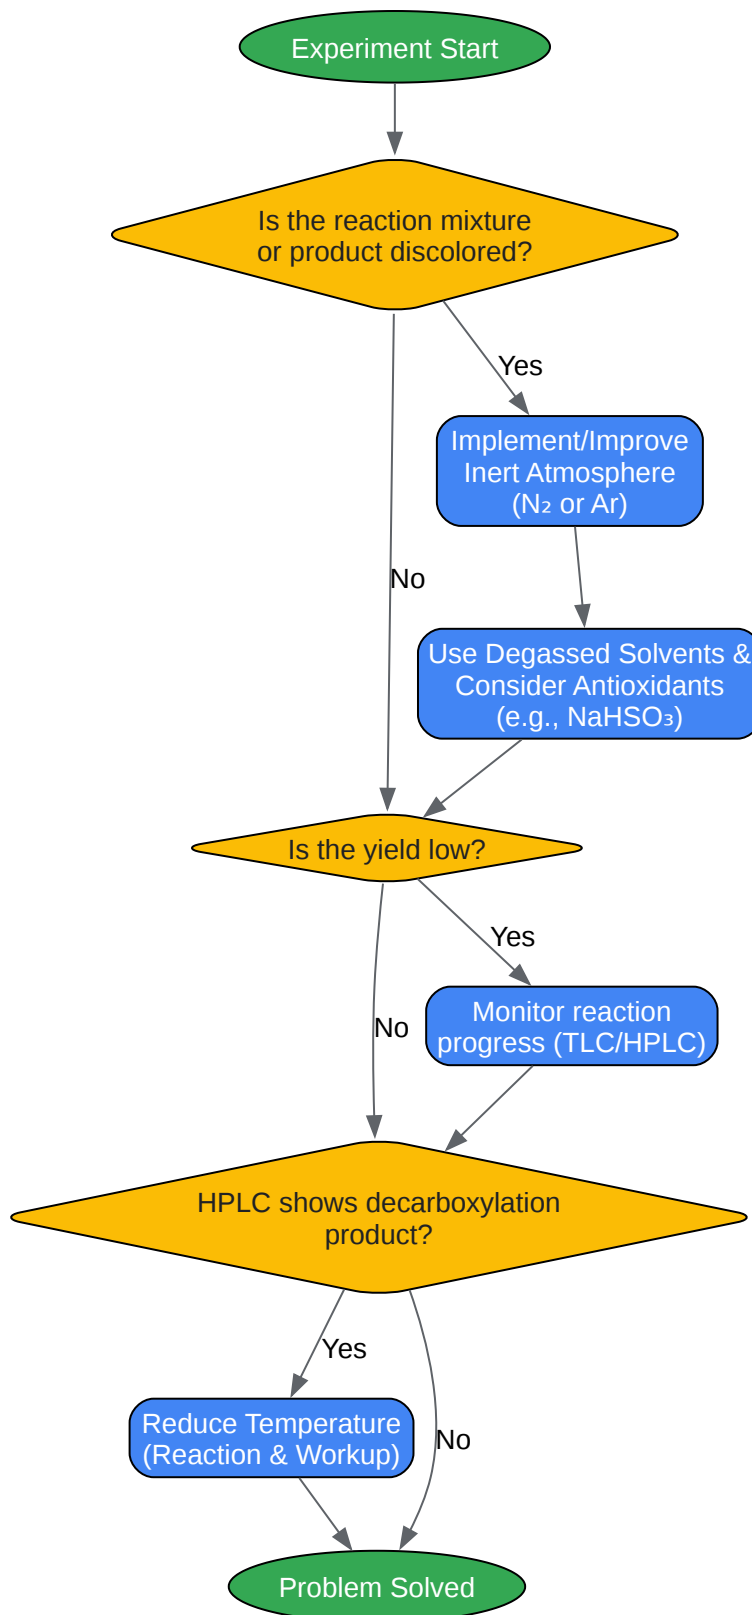 Experiment Start
Is the reaction mixture
or product discolored?
Yes
Implement/Improve
Inert Atmosphere
(N₂ or Ar)
No
Use Degassed Solvents &
Consider Antioxidants
(e.g., NaHSO₃)
Is the yield low?
Yes
Monitor reaction
progress (TLC/HPLC)
No
HPLC shows decarboxylation
product?
Yes
Reduce Temperature
(Reaction & Workup)
No
Problem Solved